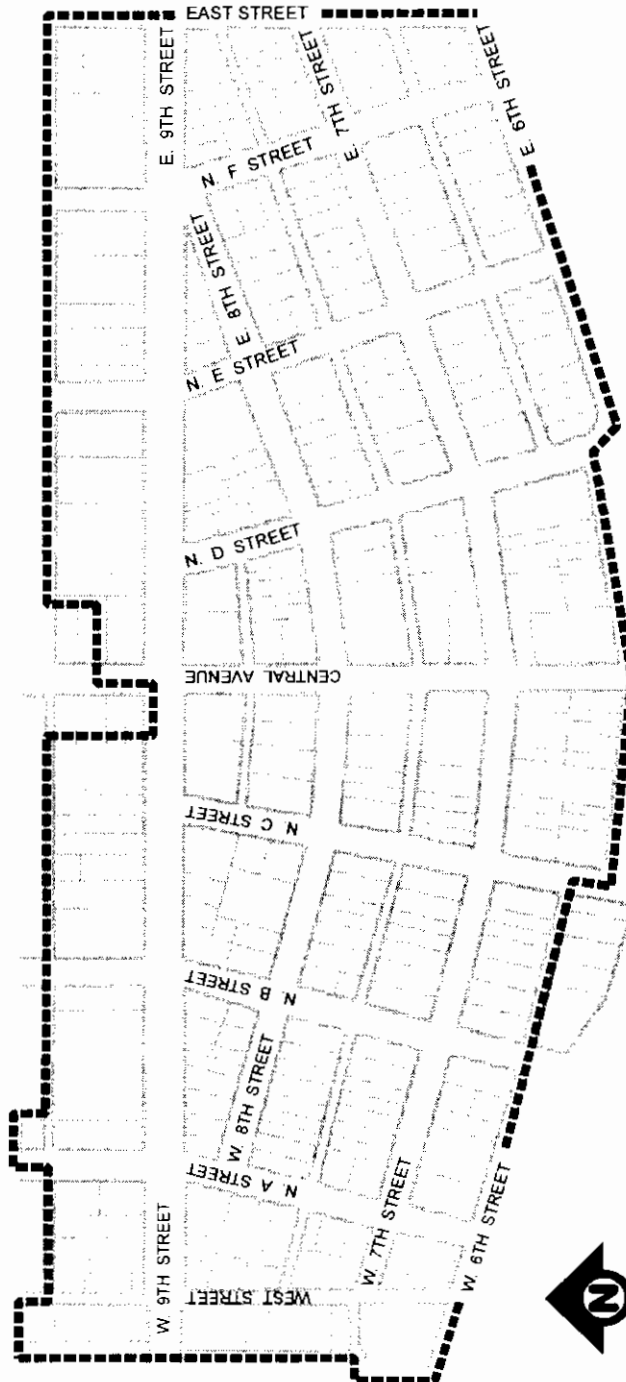 EAST STREET
E. 9TH STREET
E. 7TH STREET
E. 6TH STREET
N. F STREET
E. 8TH STREET
N. E STREET
N. D STREET
CENTRAL AVENUE
N. C STREET
N. B STREET
W. 8TH STREET
N. A STREET
W. 9TH STREET
WEST STREET
W. 7TH STREET
W. 6TH STREET
N